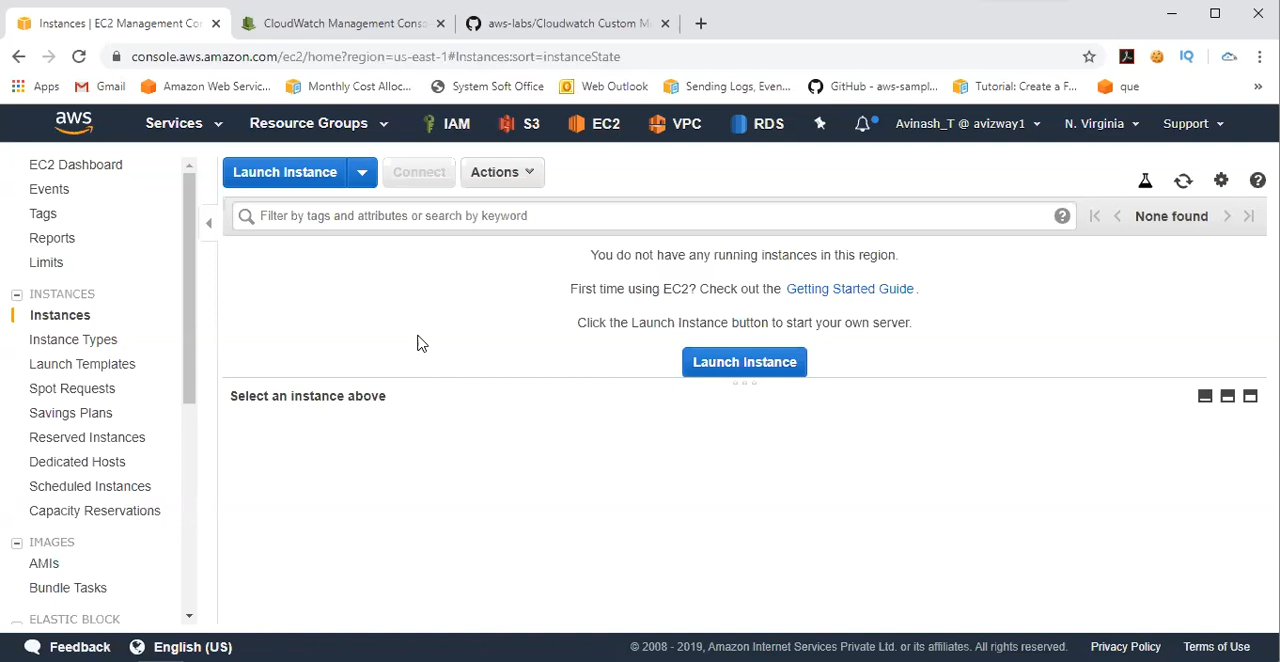 Instances | EC2 Management Co
CloudWatch Management Conso
aws-labs/Cloudwatch Custom M
console.aws.amazon.com/ec2/home?region=us-east-1#Instances:sort=instanceState
Apps
Gmail
Amazon Web Servic...
Monthly Cost Alloc...
System Soft Office
Web Outlook
Sending Logs, Even...
GitHub - aws-sampl...
Tutorial: Create a F...
que
aws
Services
Resource Groups
IAM
S3
EC2
VPC
RDS
Avinash_T @ avizway1
N. Virginia
Support
EC2 Dashboard
Events
Tags
Reports
Limits
INSTANCES
Instances
Instance Types
Launch Templates
Spot Requests
Savings Plans
Reserved Instances
Dedicated Hosts
Scheduled Instances
Capacity Reservations
IMAGES
AMIs
Bundle Tasks
ELASTIC BLOCK
Launch Instance
Connect
Actions
Filter by tags and attributes or search by keyword
None found
You do not have any running instances in this region.
First time using EC2? Check out the Getting Started Guide.
Click the Launch Instance button to start your own server.
Launch Instance
Select an instance above
Feedback
English (US)
© 2008 - 2019, Amazon Internet Services Private Ltd. or its affiliates. All rights reserved.
Privacy Policy
Terms of Use